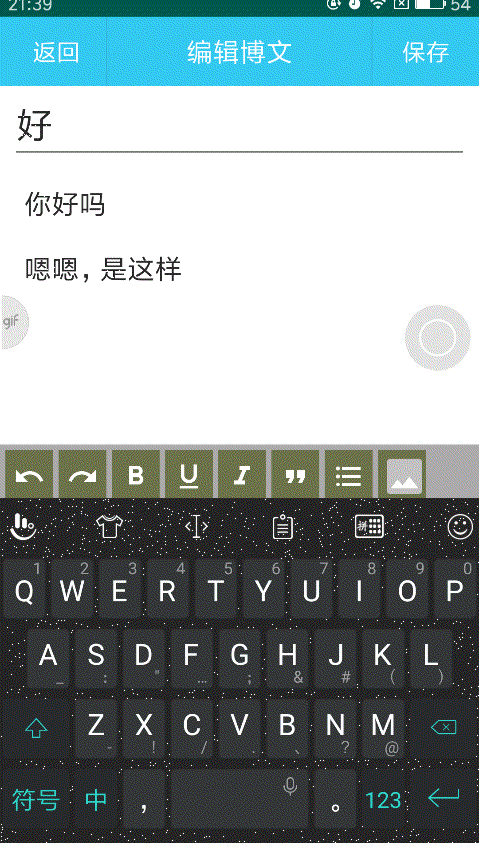 21:39 54
返回 编辑博文 保存
好
你好吗
嗯嗯，是这样
gif
B U I
拼
1 2 3 4 5 6 7 8 9 0
Q W E R T Y U I O P
A S D F G H J K L
_ : " ... ; & # ( )
Z X C V B N M
- ! / . 、 ? @
符号 中 ， 。 123